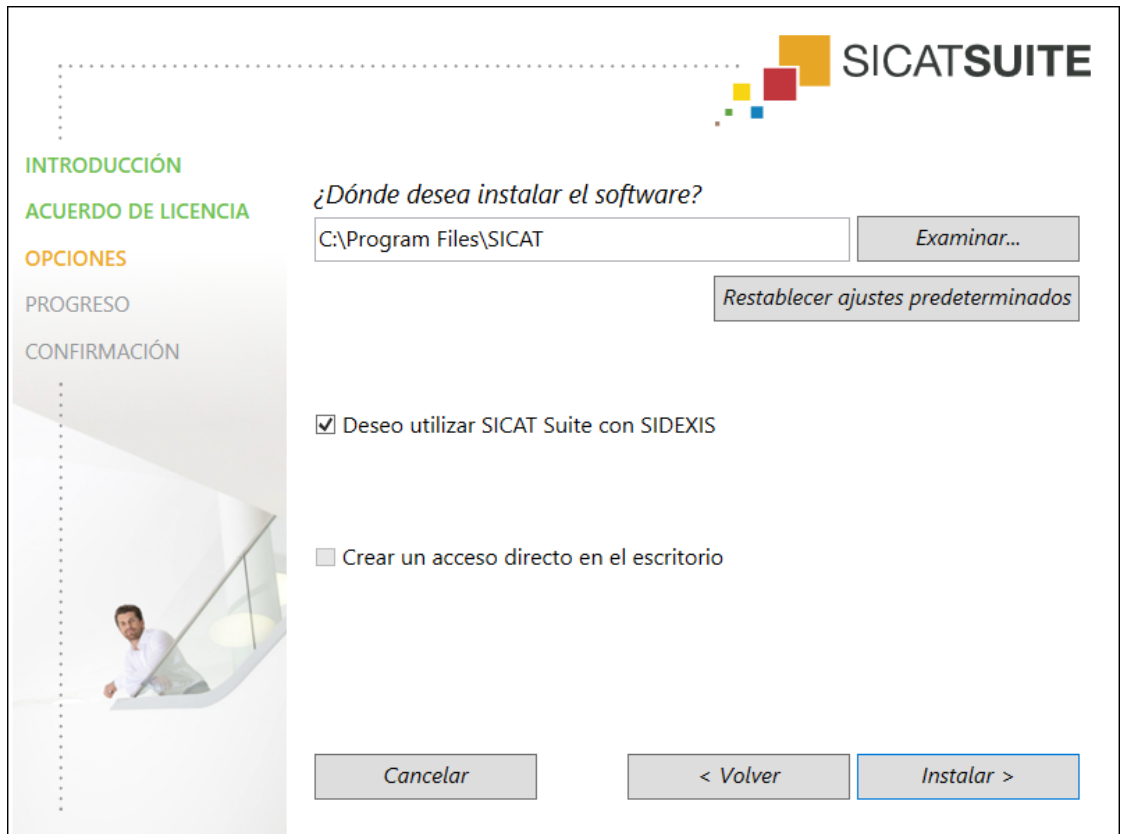 SICATSUITE
INTRODUCCIÓN
ACUERDO DE LICENCIA
OPCIONES
PROGRESO
CONFIRMACIÓN
¿Dónde desea instalar el software?
C:\Program Files\SICAT
Examinar...
Restablecer ajustes predeterminados
Deseo utilizar SICAT Suite con SIDEXIS
Crear un acceso directo en el escritorio
Cancelar
< Volver
Instalar >